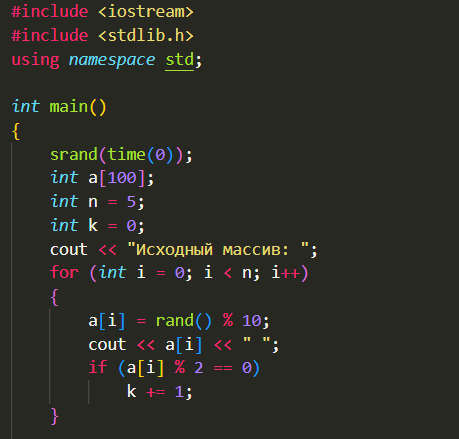 #include <iostream>
#include <stdlib.h>
using namespace std;
int main()
{
srand(time(0));
int a[100];
int n = 5;
int k = 0;
cout << "Исходный массив: ";
for (int i = 0; i < n; i++)
{
a[i] = rand() % 10;
cout << a[i] << " ";
if (a[i] % 2 == 0)
k += 1;
}